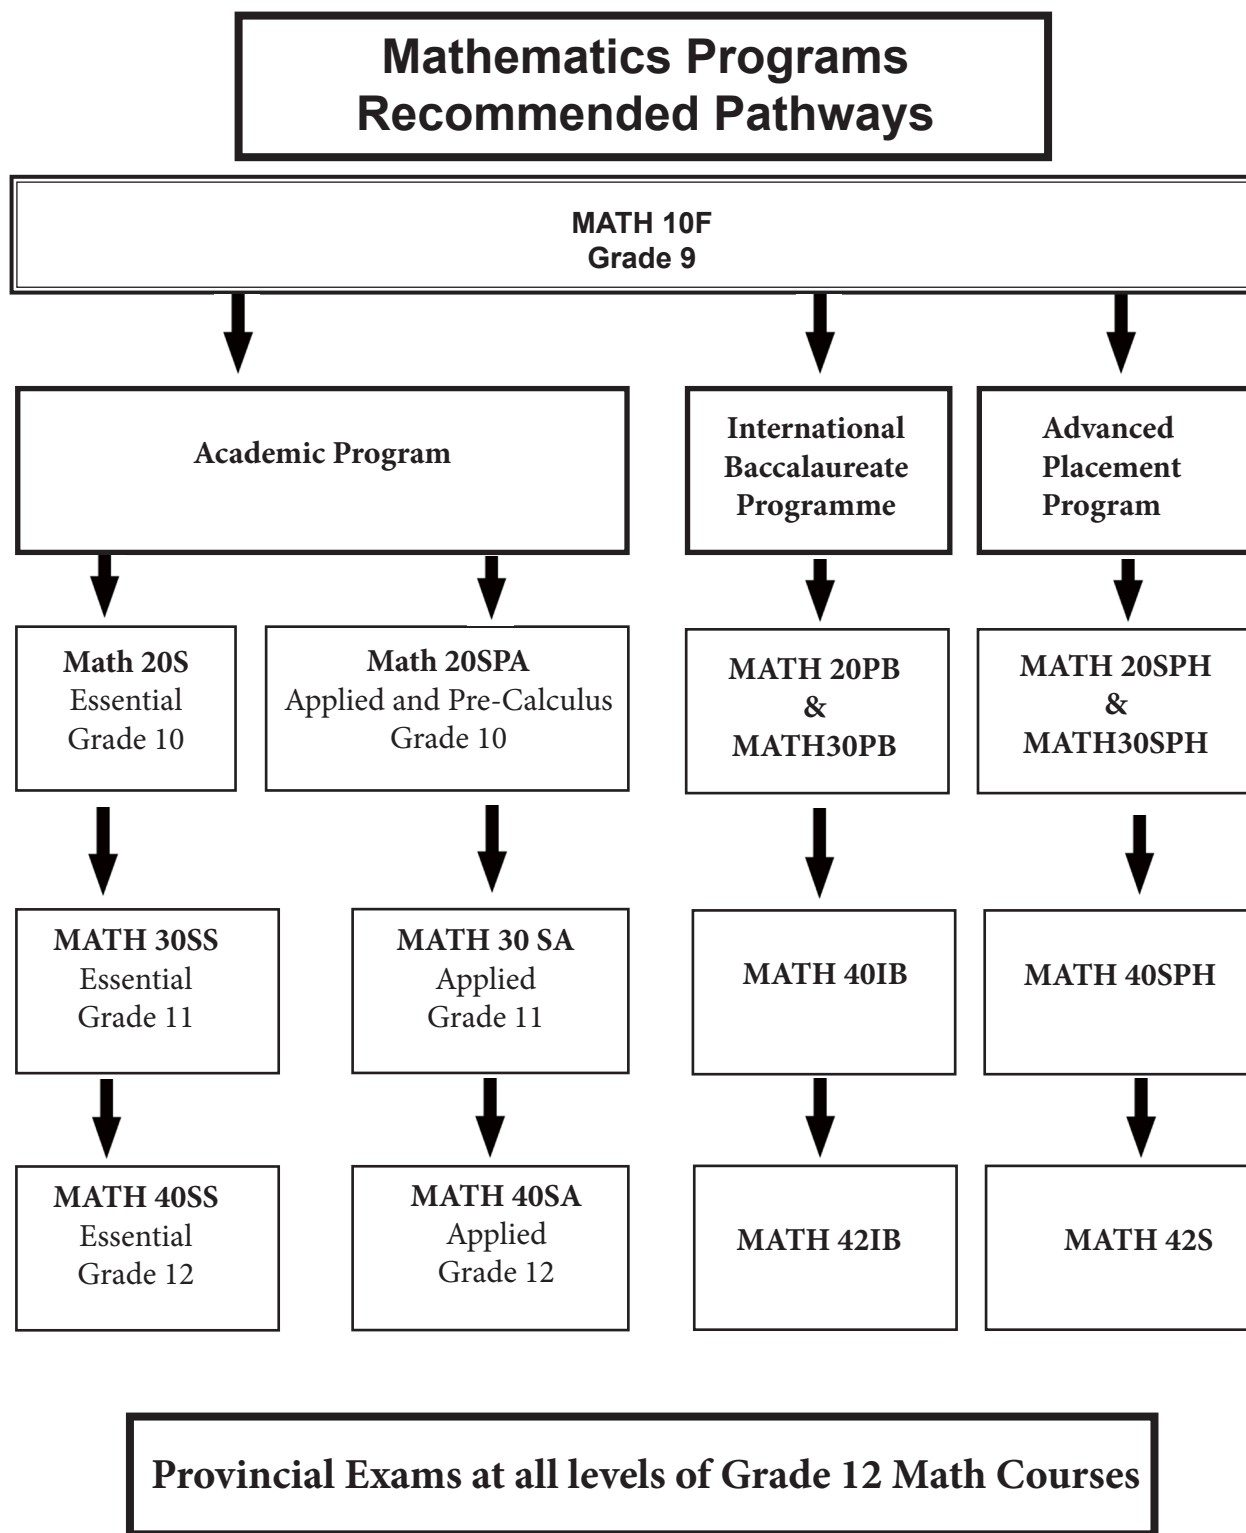 Mathematics Programs
Recommended Pathways
MATH 10F
Grade 9
Academic Program
International
Baccalaureate
Programme
Advanced
Placement
Program
Math 20S
Essential
Grade 10
Math 20SPA
Applied and Pre-Calculus
Grade 10
MATH 20PB
&
MATH30PB
MATH 20SPH
&
MATH30SPH
MATH 30SS
Essential
Grade 11
MATH 30 SA
Applied
Grade 11
MATH 40IB
MATH 40SPH
MATH 40SS
Essential
Grade 12
MATH 40SA
Applied
Grade 12
MATH 42IB
MATH 42S
Provincial Exams at all levels of Grade 12 Math Courses